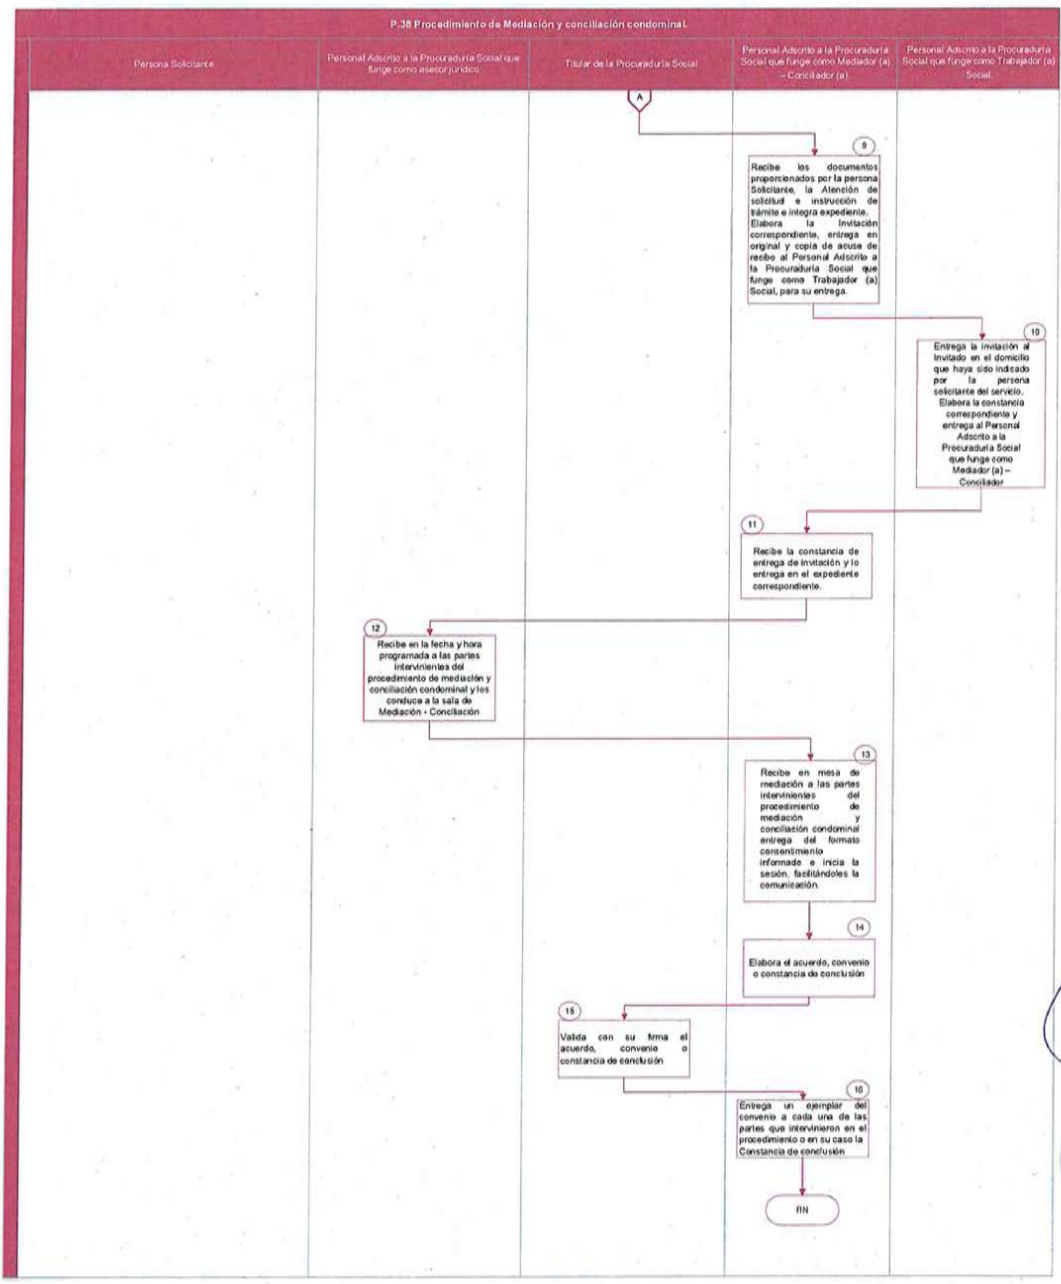 P.38 Procedimiento de Mediación y conciliación condominal.
Persona Solicitante
Personal Adscrito a la Procuraduría Social que
funge como asesor jurídico
Titular de la Procuraduría Social
Personal Adscrito a la Procuraduría
Social que funge como Mediador (a)
– Conciliador (a).
Personal Adscrito a la Procuraduría
Social que funge como Trabajador (a)
Social.
A
9
Recibe los documentos
proporcionados por la persona
Solicitante, la Atención de
solicitud e instrucción de
trámite e integra expediente.
Elabora la Invitación
correspondiente, entrega en
original y copia de acuse de
recibo al Personal Adscrito a
la Procuraduría Social que
funge como Trabajador (a)
Social, para su entrega.
10
Entrega la invitación al
Invitado en el domicilio
que haya sido indicado
por la persona
solicitante del servicio.
Elabora la constancia
correspondiente y
entrega al Personal
Adscrito a la
Procuraduría Social
que funge como
Mediador (a) –
Conciliador
11
Recibe la constancia de
entrega de invitación y lo
entrega en el expediente
correspondiente.
12
Recibe en la fecha y hora
programada a las partes
intervinientes del
procedimiento de mediación y
conciliación condominal y los
conduce a la sala de
Mediación - Conciliación
13
Recibe en mesa de
mediación a las partes
intervinientes del
procedimiento de
mediación y
conciliación condominal
entrega del formato
consentimiento
informado e inicia la
sesión, facilitándoles la
comunicación.
14
Elabora el acuerdo, convenio
o constancia de conclusión
15
Valida con su firma el
acuerdo, convenio o
constancia de conclusión
16
Entrega un ejemplar del
convenio a cada una de las
partes que intervinieron en el
procedimiento o en su caso la
Constancia de conclusión
FIN